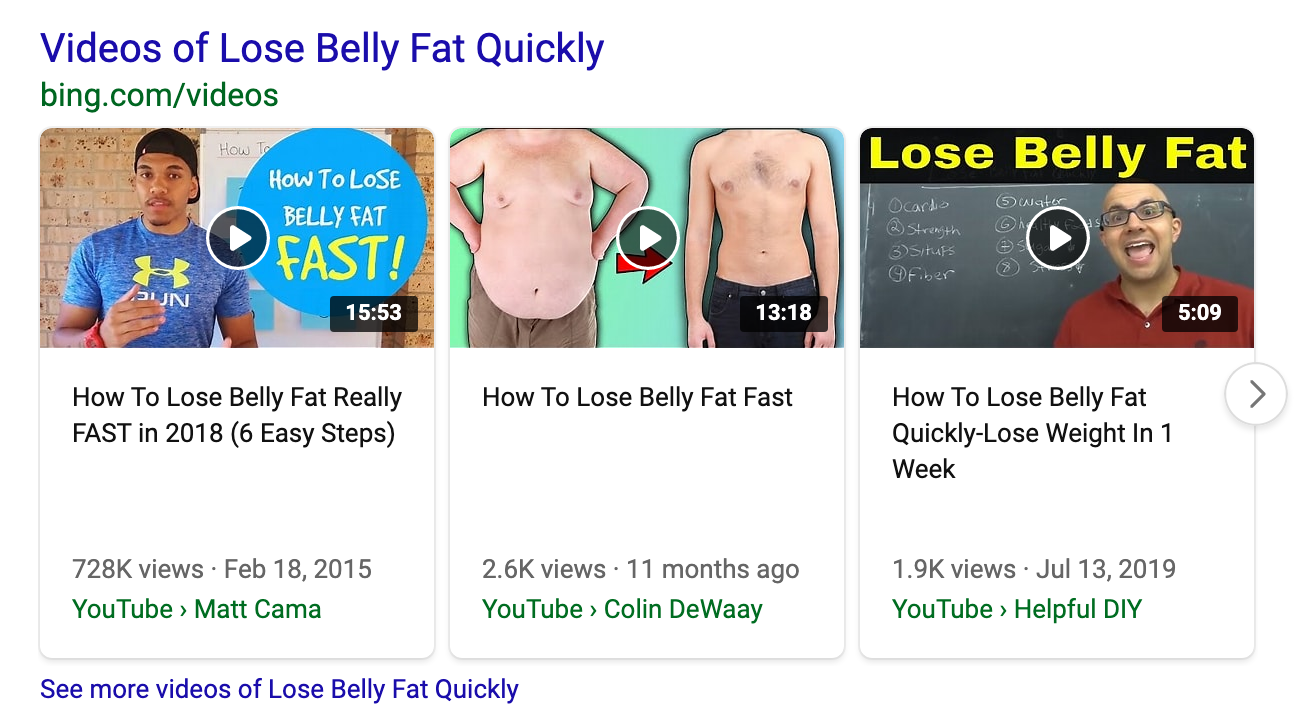 Videos of Lose Belly Fat Quickly
bing.com/videos
How To
HOW TO LOSE
BELLY FAT
FAST!
RUN
15:53
13:18
Lose Belly Fat
①cardio
②Strength
③Situps
④Fiber
⑤water
⑧
5:09
How To Lose Belly Fat Really
FAST in 2018 (6 Easy Steps)
728K views · Feb 18, 2015
YouTube › Matt Cama
How To Lose Belly Fat Fast
2.6K views · 11 months ago
YouTube › Colin DeWaay
How To Lose Belly Fat
Quickly-Lose Weight In 1
Week
1.9K views · Jul 13, 2019
YouTube › Helpful DIY
See more videos of Lose Belly Fat Quickly